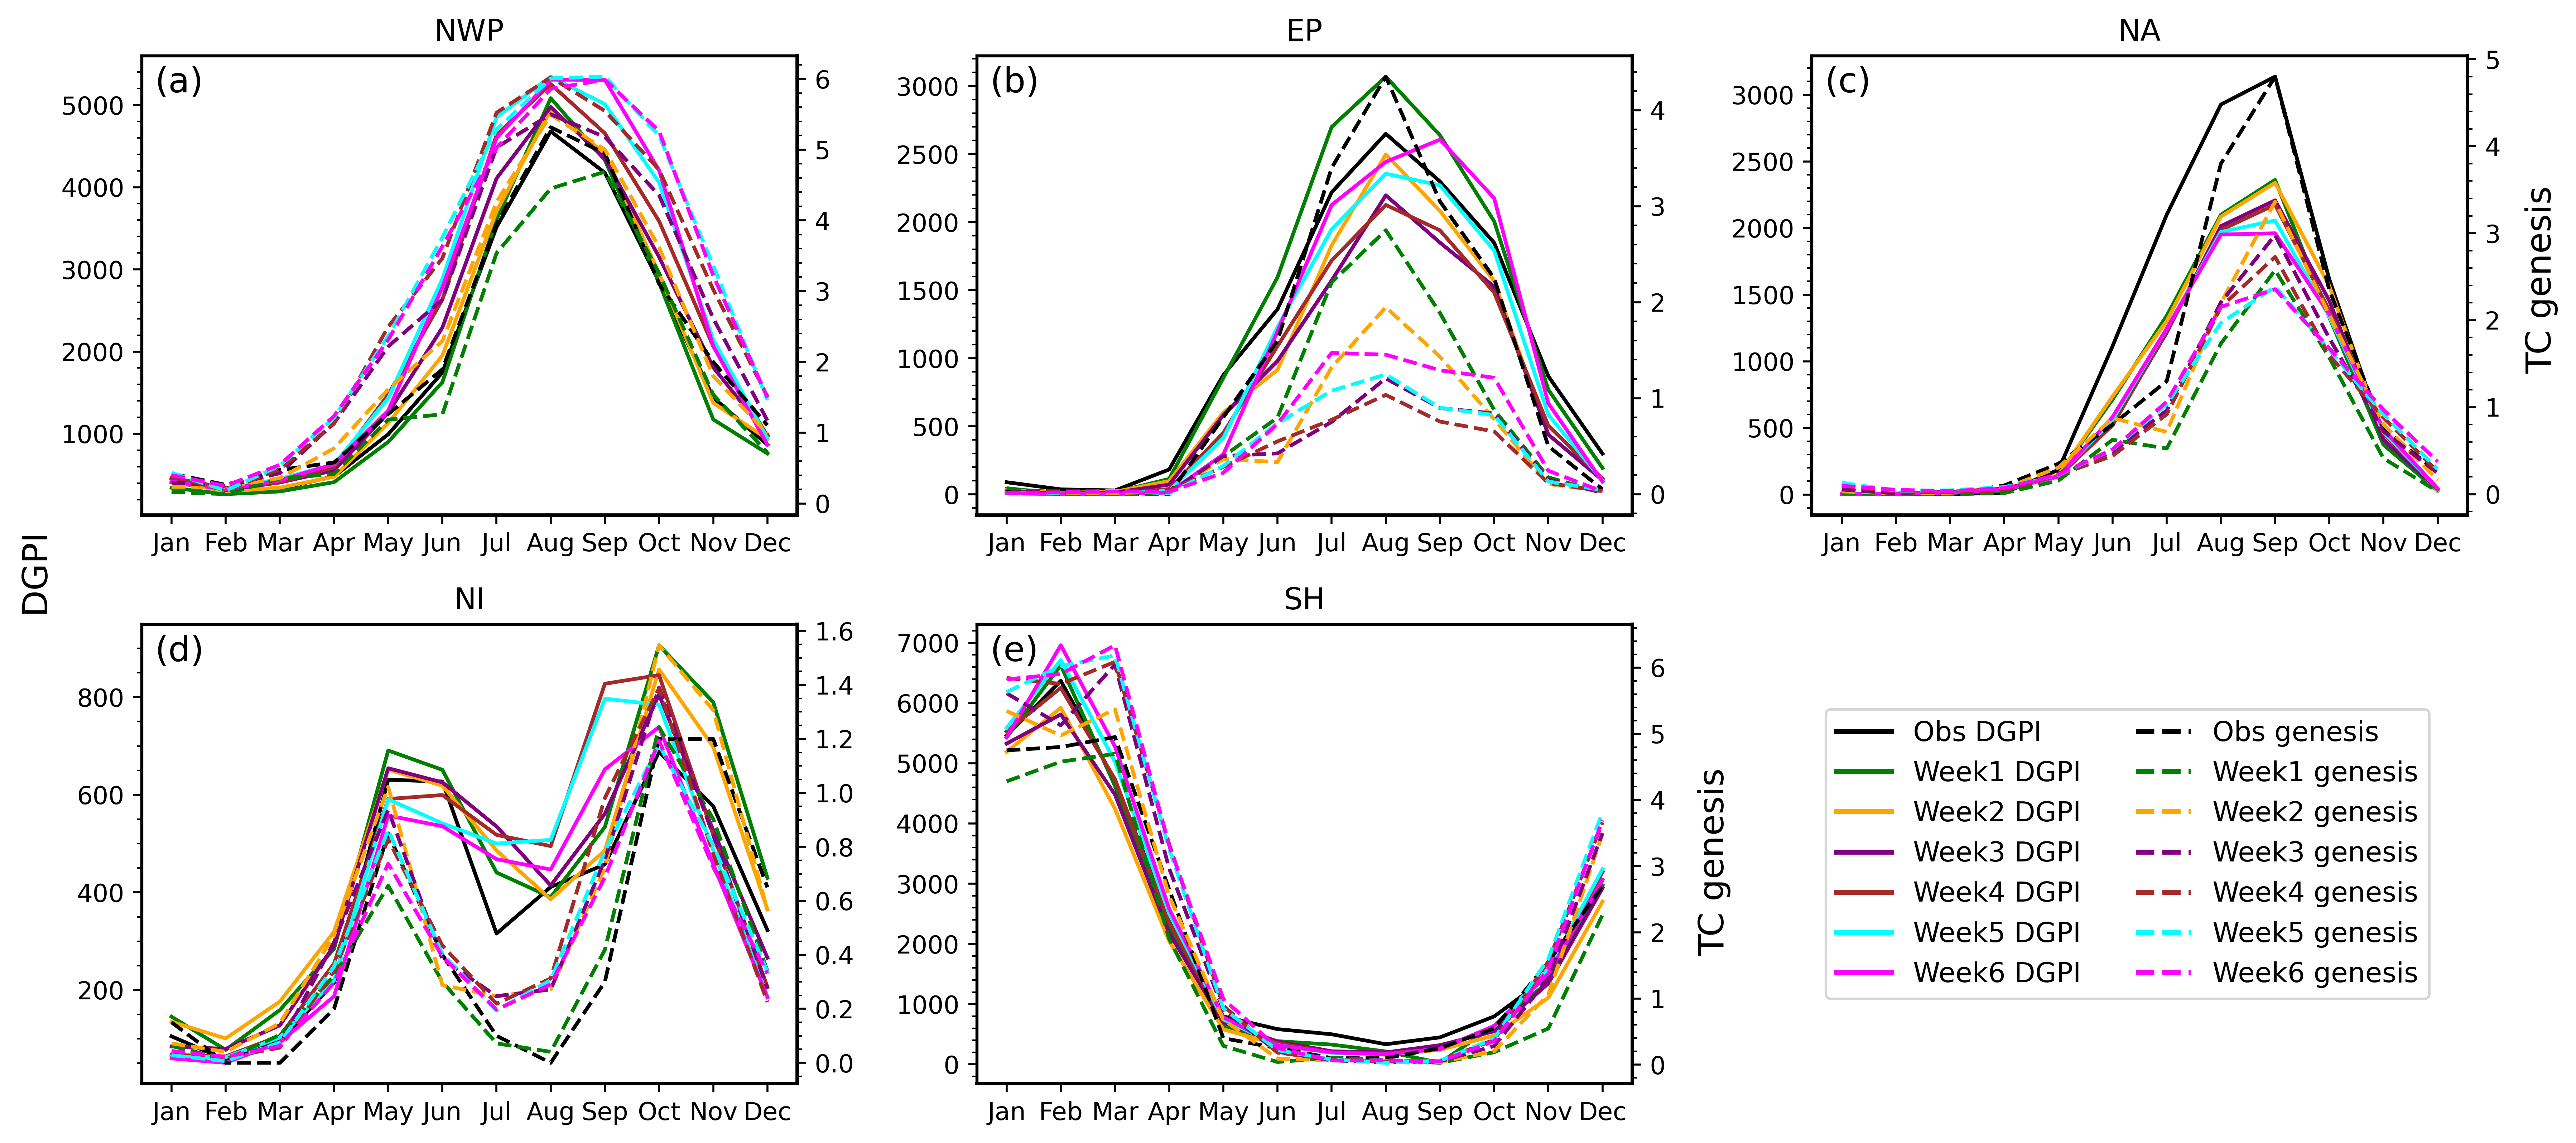 NWP
(a)
5000
4000
3000
2000
1000
6
5
4
3
2
1
0
Jan Feb Mar Apr May Jun Jul Aug Sep Oct Nov Dec
EP
(b)
3000
2500
2000
1500
1000
500
0
4
3
2
1
0
Jan Feb Mar Apr May Jun Jul Aug Sep Oct Nov Dec
NA
(c)
3000
2500
2000
1500
1000
500
0
5
4
3
2
1
0
TC genesis
Jan Feb Mar Apr May Jun Jul Aug Sep Oct Nov Dec
DGPI
NI
(d)
800
600
400
200
1.6
1.4
1.2
1.0
0.8
0.6
0.4
0.2
0.0
Jan Feb Mar Apr May Jun Jul Aug Sep Oct Nov Dec
SH
(e)
7000
6000
5000
4000
3000
2000
1000
0
6
5
4
3
2
1
0
TC genesis
Jan Feb Mar Apr May Jun Jul Aug Sep Oct Nov Dec
Obs DGPI
Week1 DGPI
Week2 DGPI
Week3 DGPI
Week4 DGPI
Week5 DGPI
Week6 DGPI
Obs genesis
Week1 genesis
Week2 genesis
Week3 genesis
Week4 genesis
Week5 genesis
Week6 genesis